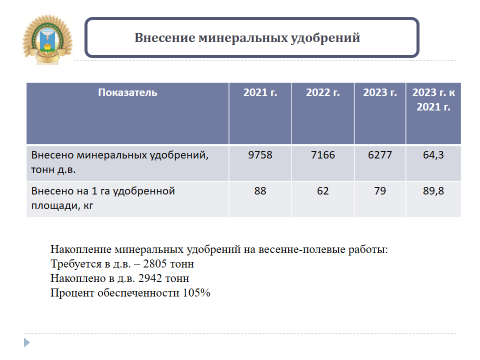 Внесение минеральных удобрений
Показатель 2021 г. 2022 г. 2023 г. 2023 г. к
2021 г.
Внесено минеральных удобрений, 9758 7166 6277 64,3
тонн д.в.
Внесено на 1 га удобренной 88 62 79 89,8
площади, кг
Накопление минеральных удобрений на весенне-полевые работы:
Требуется в д.в. – 2805 тонн
Накоплено в д.в. 2942 тонн
Процент обеспеченности 105%